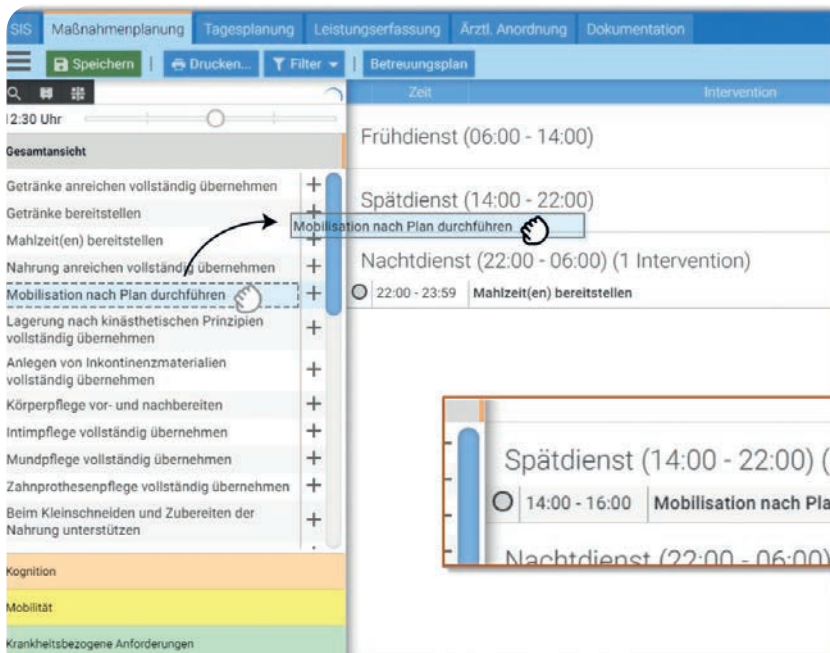 SIS Maßnahmenplanung Tagesplanung Leistungserfassung Ärztl. Anordnung Dokumentation
Speichern Drucken... Filter Betreuungsplan
Zeit Intervention
12:30 Uhr
Gesamtansicht
Getränke anreichen vollständig übernehmen
Getränke bereitstellen
Mahlzeit(en) bereitstellen
Nahrung anreichen vollständig übernehmen
Mobilisation nach Plan durchführen
Lagerung nach kinästhetischen Prinzipien
vollständig übernehmen
Anlegen von Inkontinenzmaterialien
vollständig übernehmen
Körperpflege vor- und nachbereiten
Intimpflege vollständig übernehmen
Mundpflege vollständig übernehmen
Zahnprothesenpflege vollständig übernehmen
Beim Kleinschneiden und Zubereiten der
Nahrung unterstützen
Kognition
Mobilität
Krankheitsbezogene Anforderungen
Frühdienst (06:00 - 14:00)
Spätdienst (14:00 - 22:00)
Mobilisation nach Plan durchführen
Nachtdienst (22:00 - 06:00) (1 Intervention)
22:00 - 23:59 Mahlzeit(en) bereitstellen
Spätdienst (14:00 - 22:00) (
14:00 - 16:00 Mobilisation nach Pla
Nachtdienst (22:00 - 06:00)